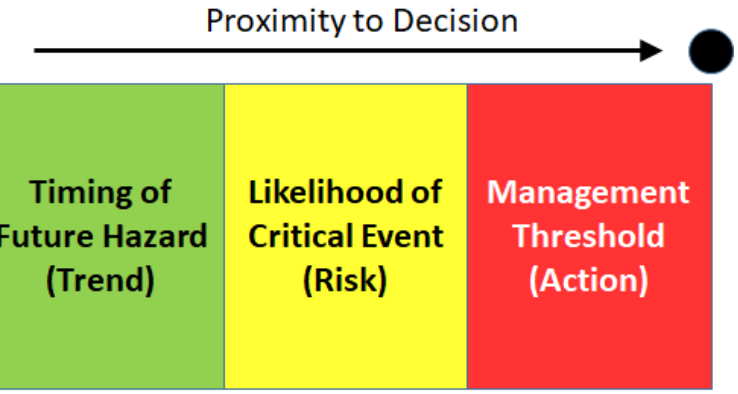 Proximity to Decision
Timing of
Future Hazard
(Trend)
Likelihood of
Critical Event
(Risk)
Management
Threshold
(Action)